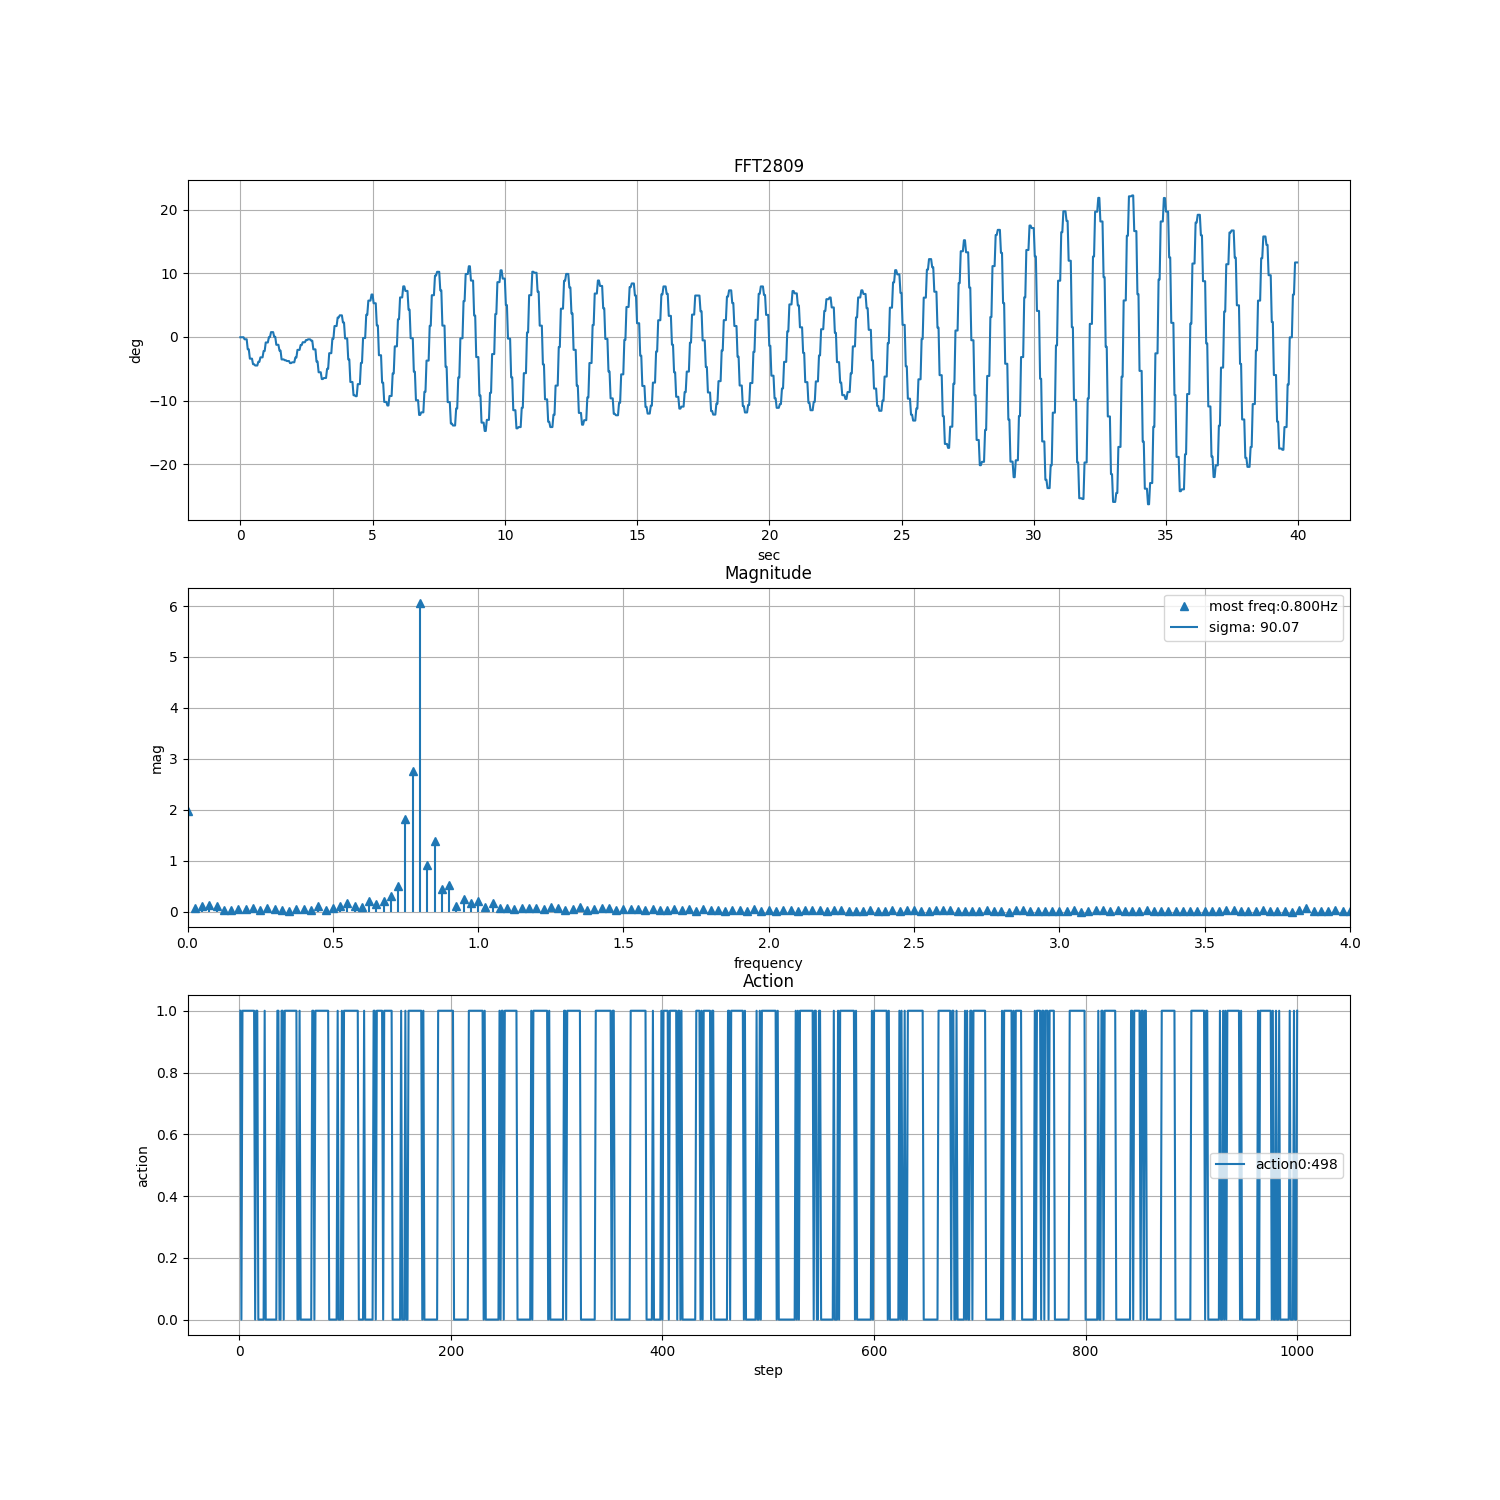 FFT2809
20
10
0
−10
−20
deg
0 5 10 15 20 25 30 35 40
sec
Magnitude
6
5
4
3
2
1
0
mag
most freq:0.800Hz
sigma: 90.07
0.0 0.5 1.0 1.5 2.0 2.5 3.0 3.5 4.0
frequency
Action
1.0
0.8
0.6
0.4
0.2
0.0
action
action0:498
0 200 400 600 800 1000
step